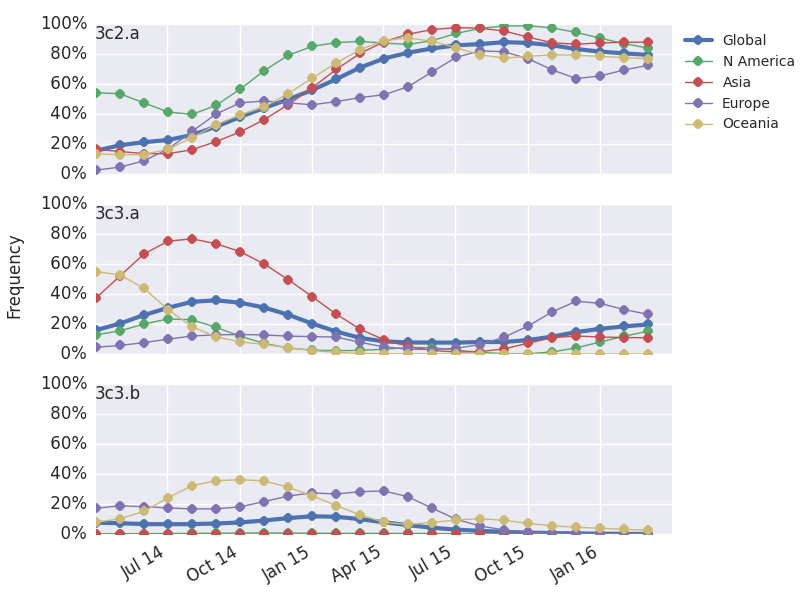 100%
3c2.a
80%
60%
40%
20%
0%
Global
N America
Asia
Europe
Oceania
Frequency
100%
3c3.a
80%
60%
40%
20%
0%
100%
3c3.b
80%
60%
40%
20%
0%
Jul 14
Oct 14
Jan 15
Apr 15
Jul 15
Oct 15
Jan 16